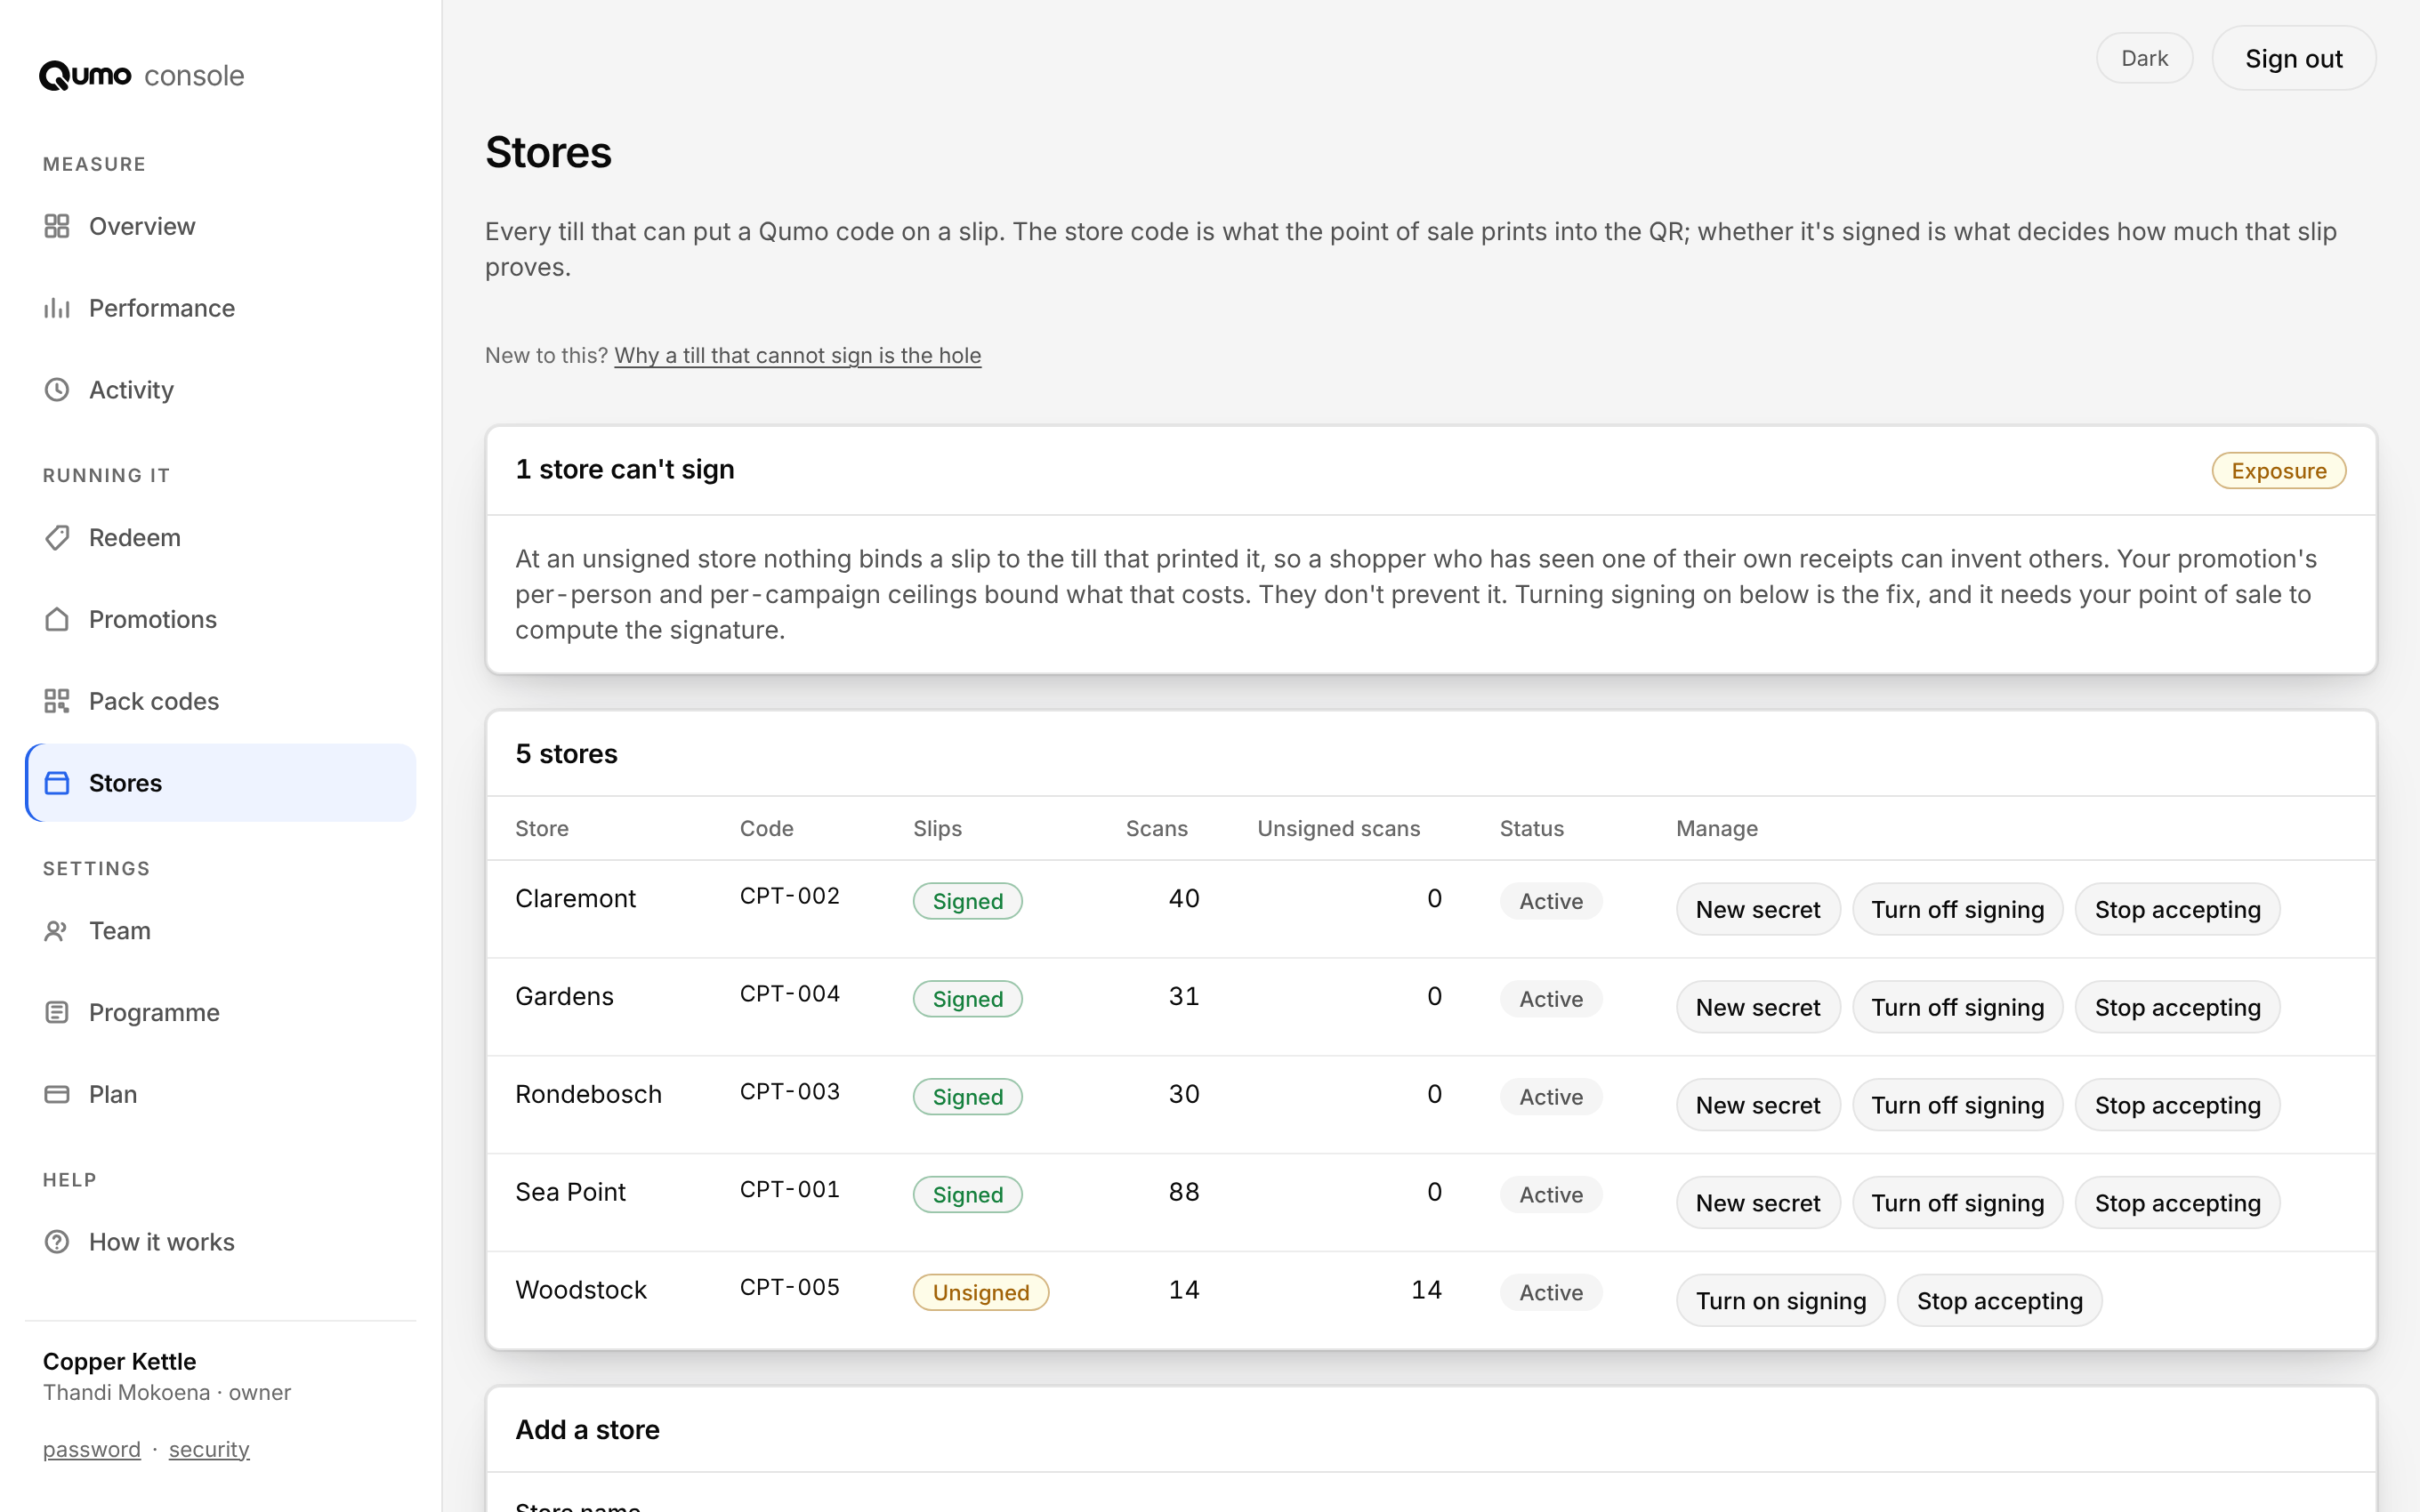 Qumo console
MEASURE
Overview
Performance
Activity
RUNNING IT
Redeem
Promotions
Pack codes
Stores
SETTINGS
Team
Programme
Plan
HELP
How it works
Copper Kettle
Thandi Mokoena · owner
password · security
Dark
Sign out
Stores
Every till that can put a Qumo code on a slip. The store code is what the point of sale prints into the QR; whether it's signed is what decides how much that slip
proves.
New to this? Why a till that cannot sign is the hole
1 store can't sign
Exposure
At an unsigned store nothing binds a slip to the till that printed it, so a shopper who has seen one of their own receipts can invent others. Your promotion's
per-person and per-campaign ceilings bound what that costs. They don't prevent it. Turning signing on below is the fix, and it needs your point of sale to
compute the signature.
5 stores
Store Code Slips Scans Unsigned scans Status Manage
Claremont CPT-002 Signed 40 0 Active New secret Turn off signing Stop accepting
Gardens CPT-004 Signed 31 0 Active New secret Turn off signing Stop accepting
Rondebosch CPT-003 Signed 30 0 Active New secret Turn off signing Stop accepting
Sea Point CPT-001 Signed 88 0 Active New secret Turn off signing Stop accepting
Woodstock CPT-005 Unsigned 14 14 Active Turn on signing Stop accepting
Add a store
Store name